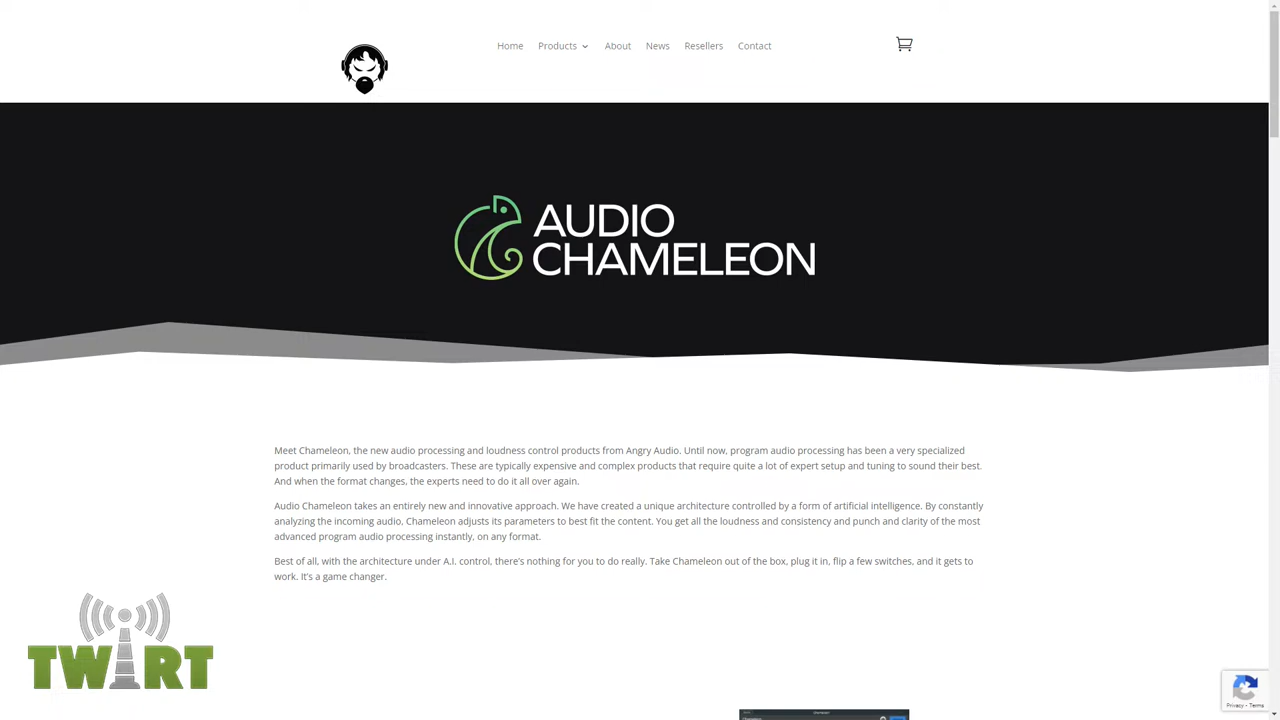 Home Products About News Resellers Contact
AUDIO
CHAMELEON
Meet Chameleon, the new audio processing and loudness control products from Angry Audio. Until now, program audio processing has been a very specialized
product primarily used by broadcasters. These are typically expensive and complex products that require quite a lot of expert setup and tuning to sound their best.
And when the format changes, the experts need to do it all over again.
Audio Chameleon takes an entirely new and innovative approach. We have created a unique architecture controlled by a form of artificial intelligence. By constantly
analyzing the incoming audio, Chameleon adjusts its parameters to best fit the content. You get all the loudness and consistency and punch and clarity of the most
advanced program audio processing instantly, on any format.
Best of all, with the architecture under A.I. control, there's nothing for you to do really. Take Chameleon out of the box, plug it in, flip a few switches, and it gets to
work. It's a game changer.
TWIRT
Privacy - Terms